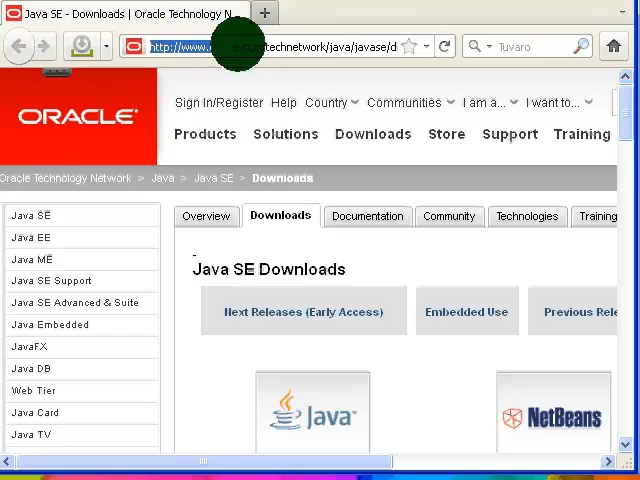 Java SE - Downloads | Oracle Technology N...
http://www. .com/technetwork/java/javase/d
Tuvaro
ORACLE
Sign In/Register Help Country Communities I am a... I want to...
Products Solutions Downloads Store Support Training
Oracle Technology Network > Java > Java SE > Downloads
Java SE
Java EE
Java ME
Java SE Support
Java SE Advanced & Suite
Java Embedded
JavaFX
Java DB
Web Tier
Java Card
Java TV
Overview Downloads Documentation Community Technologies Training
Java SE Downloads
Next Releases (Early Access) Embedded Use Previous Rele
Java™
NetBeans